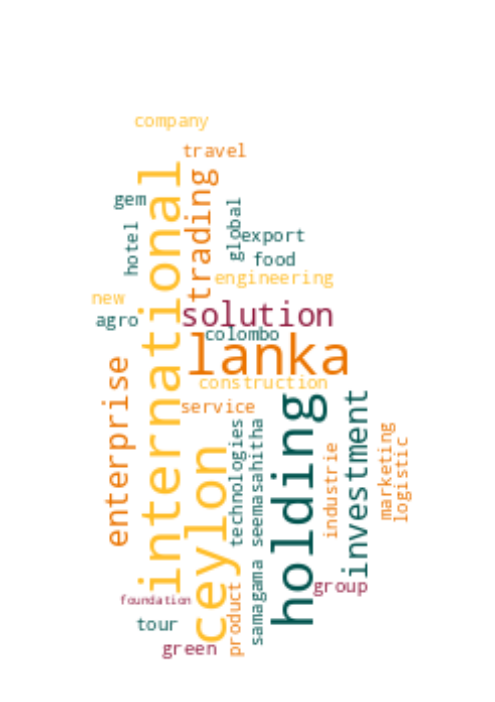 company
travel
gem
international
trading
global
hotel
export
food
engineering
new
agro
solution
colombo
lanka
construction
enterprise
service
holding
investment
ceylon
technologies
seemasahitha
industrie
marketing
logistic
samagama
group
product
foundation
tour
green